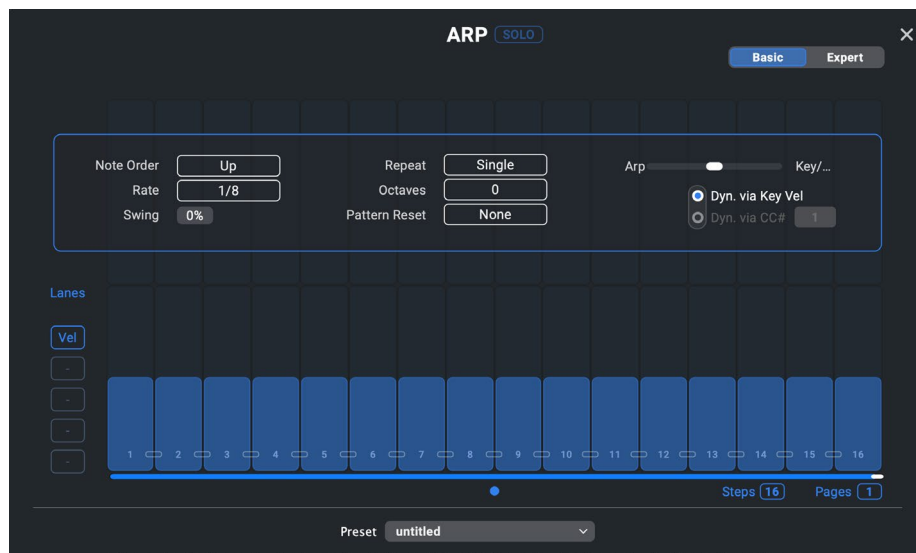 ARP SOLO
Basic Expert
Note Order Up
Rate 1/8
Swing 0%
Repeat Single
Octaves 0
Pattern Reset None
Arp Key/...
Dyn. via Key Vel
Dyn. via CC# 1
Lanes
Vel
-
-
-
-
1 2 3 4 5 6 7 8 9 10 11 12 13 14 15 16
Steps 16 Pages 1
Preset untitled